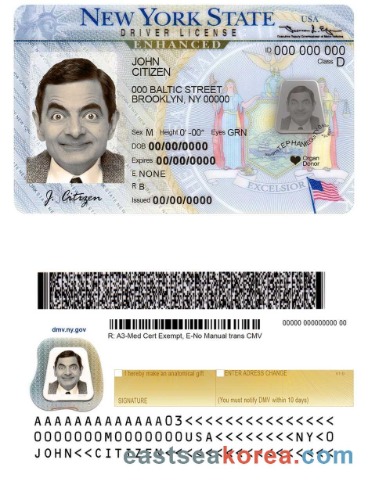 NEW YORK STATE
USA
DRIVER LICENSE
ENHANCED
ID 000 000 000
Class D
JOHN
CITIZEN
000 BALTIC STREET
BROOKLYN, NY 00000
Sex M Height 0'-00" Eyes GRN
DOB 00/00/0000
Expires 00/00/0000
E NONE
R B
Issued 00/00/0000
Organ
Donor
EXCELSIOR
J. Citizen
dmv.ny.gov
00000 000000000 00
R: A3-Med Cert Exempt, E-No Manual trans CMV
I hereby make an anatomical gift
ENTER ADRESS CHANGE
SIGNATURE
(You must notify DMV within 10 days)
AAAAAAAAAAAAA03<<<<<<<<<<<<<<<
0000000M0000000USA<<<<<<<<NY<0
JOHN<<CITIZEN<<<<<<<<<<<<<<<<<
eastseakorea.com